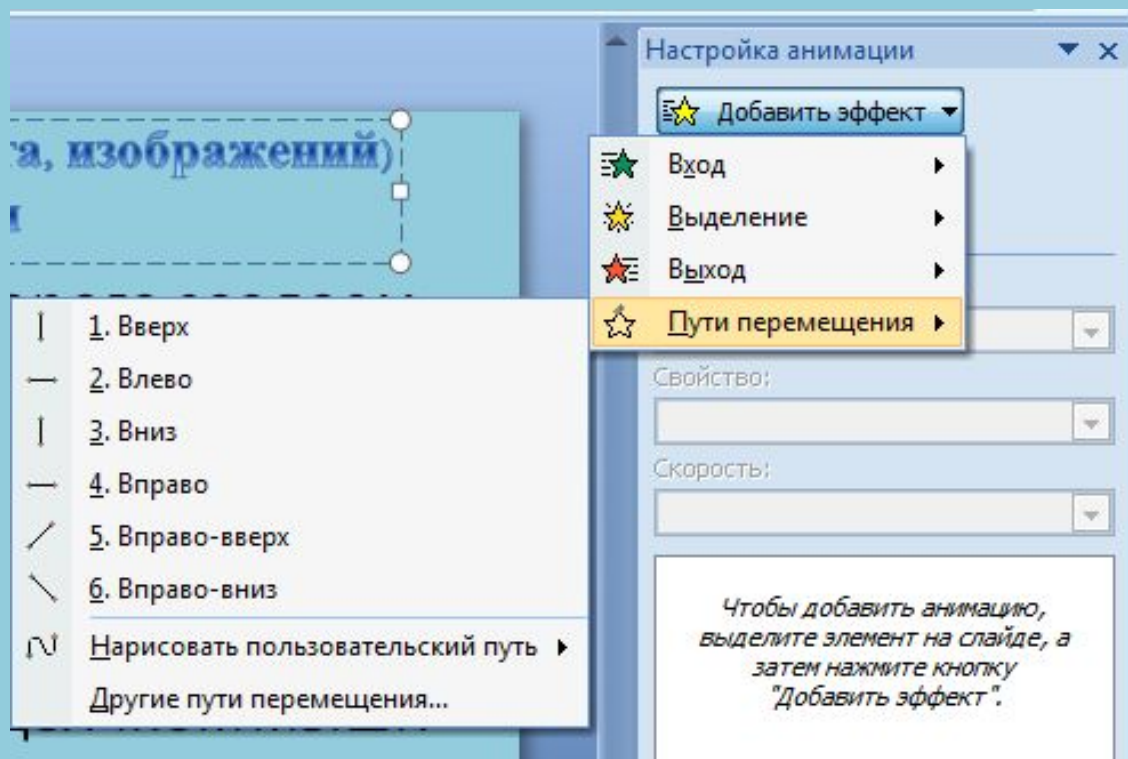 Настройка анимации
Добавить эффект
а, изображений)
Вход
Выделение
Выход
Пути перемещения
1. Вверх
2. Влево
3. Вниз
4. Вправо
5. Вправо-вверх
6. Вправо-вниз
Нарисовать пользовательский путь
Другие пути перемещения...
Свойство:
Скорость:
Чтобы добавить анимацию,
выделите элемент на слайде, а
затем нажмите кнопку
"Добавить эффект".